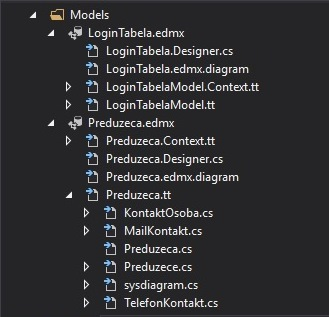 Models
LoginTabela.edmx
LoginTabela.Designer.cs
LoginTabela.edmx.diagram
LoginTabelaModel.Context.tt
LoginTabelaModel.tt
Preduzeca.edmx
Preduzeca.Context.tt
Preduzeca.Designer.cs
Preduzeca.edmx.diagram
Preduzeca.tt
KontaktOsoba.cs
MailKontakt.cs
Preduzeca.cs
Preduzece.cs
sysdiagram.cs
TelefonKontakt.cs